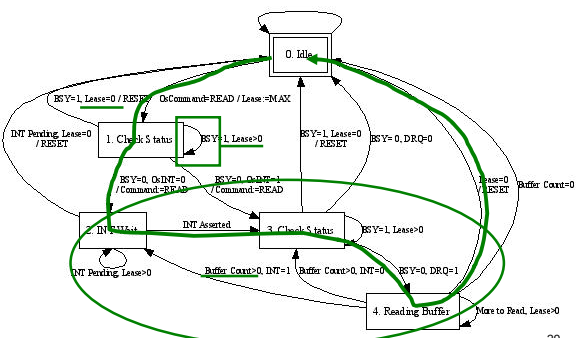 0. Idle
BSY=1, Lease=0 / RESET
OsCommand=READ / Lease:=MAX
INT Pending, Lease=0
/ RESET
1. Check Status
BSY=1, Lease>0
BSY=1, Lease=0
/ RESET
BSY= 0, DRQ=0
BSY=0, OsINT=0
/ Command:=READ
BSY=0, OsINT=1
/ Command:=READ
Lease=0
/ RESET
Buffer Count=0
2. INT Wait
INT Asserted
3. Check Status
BSY=1, Lease>0
INT Pending, Lease>0
Buffer Count>0, INT=1
Buffer Count>0, INT=0
BSY=0, DRQ=1
4. Reading Buffer
More to Read, Lease>0